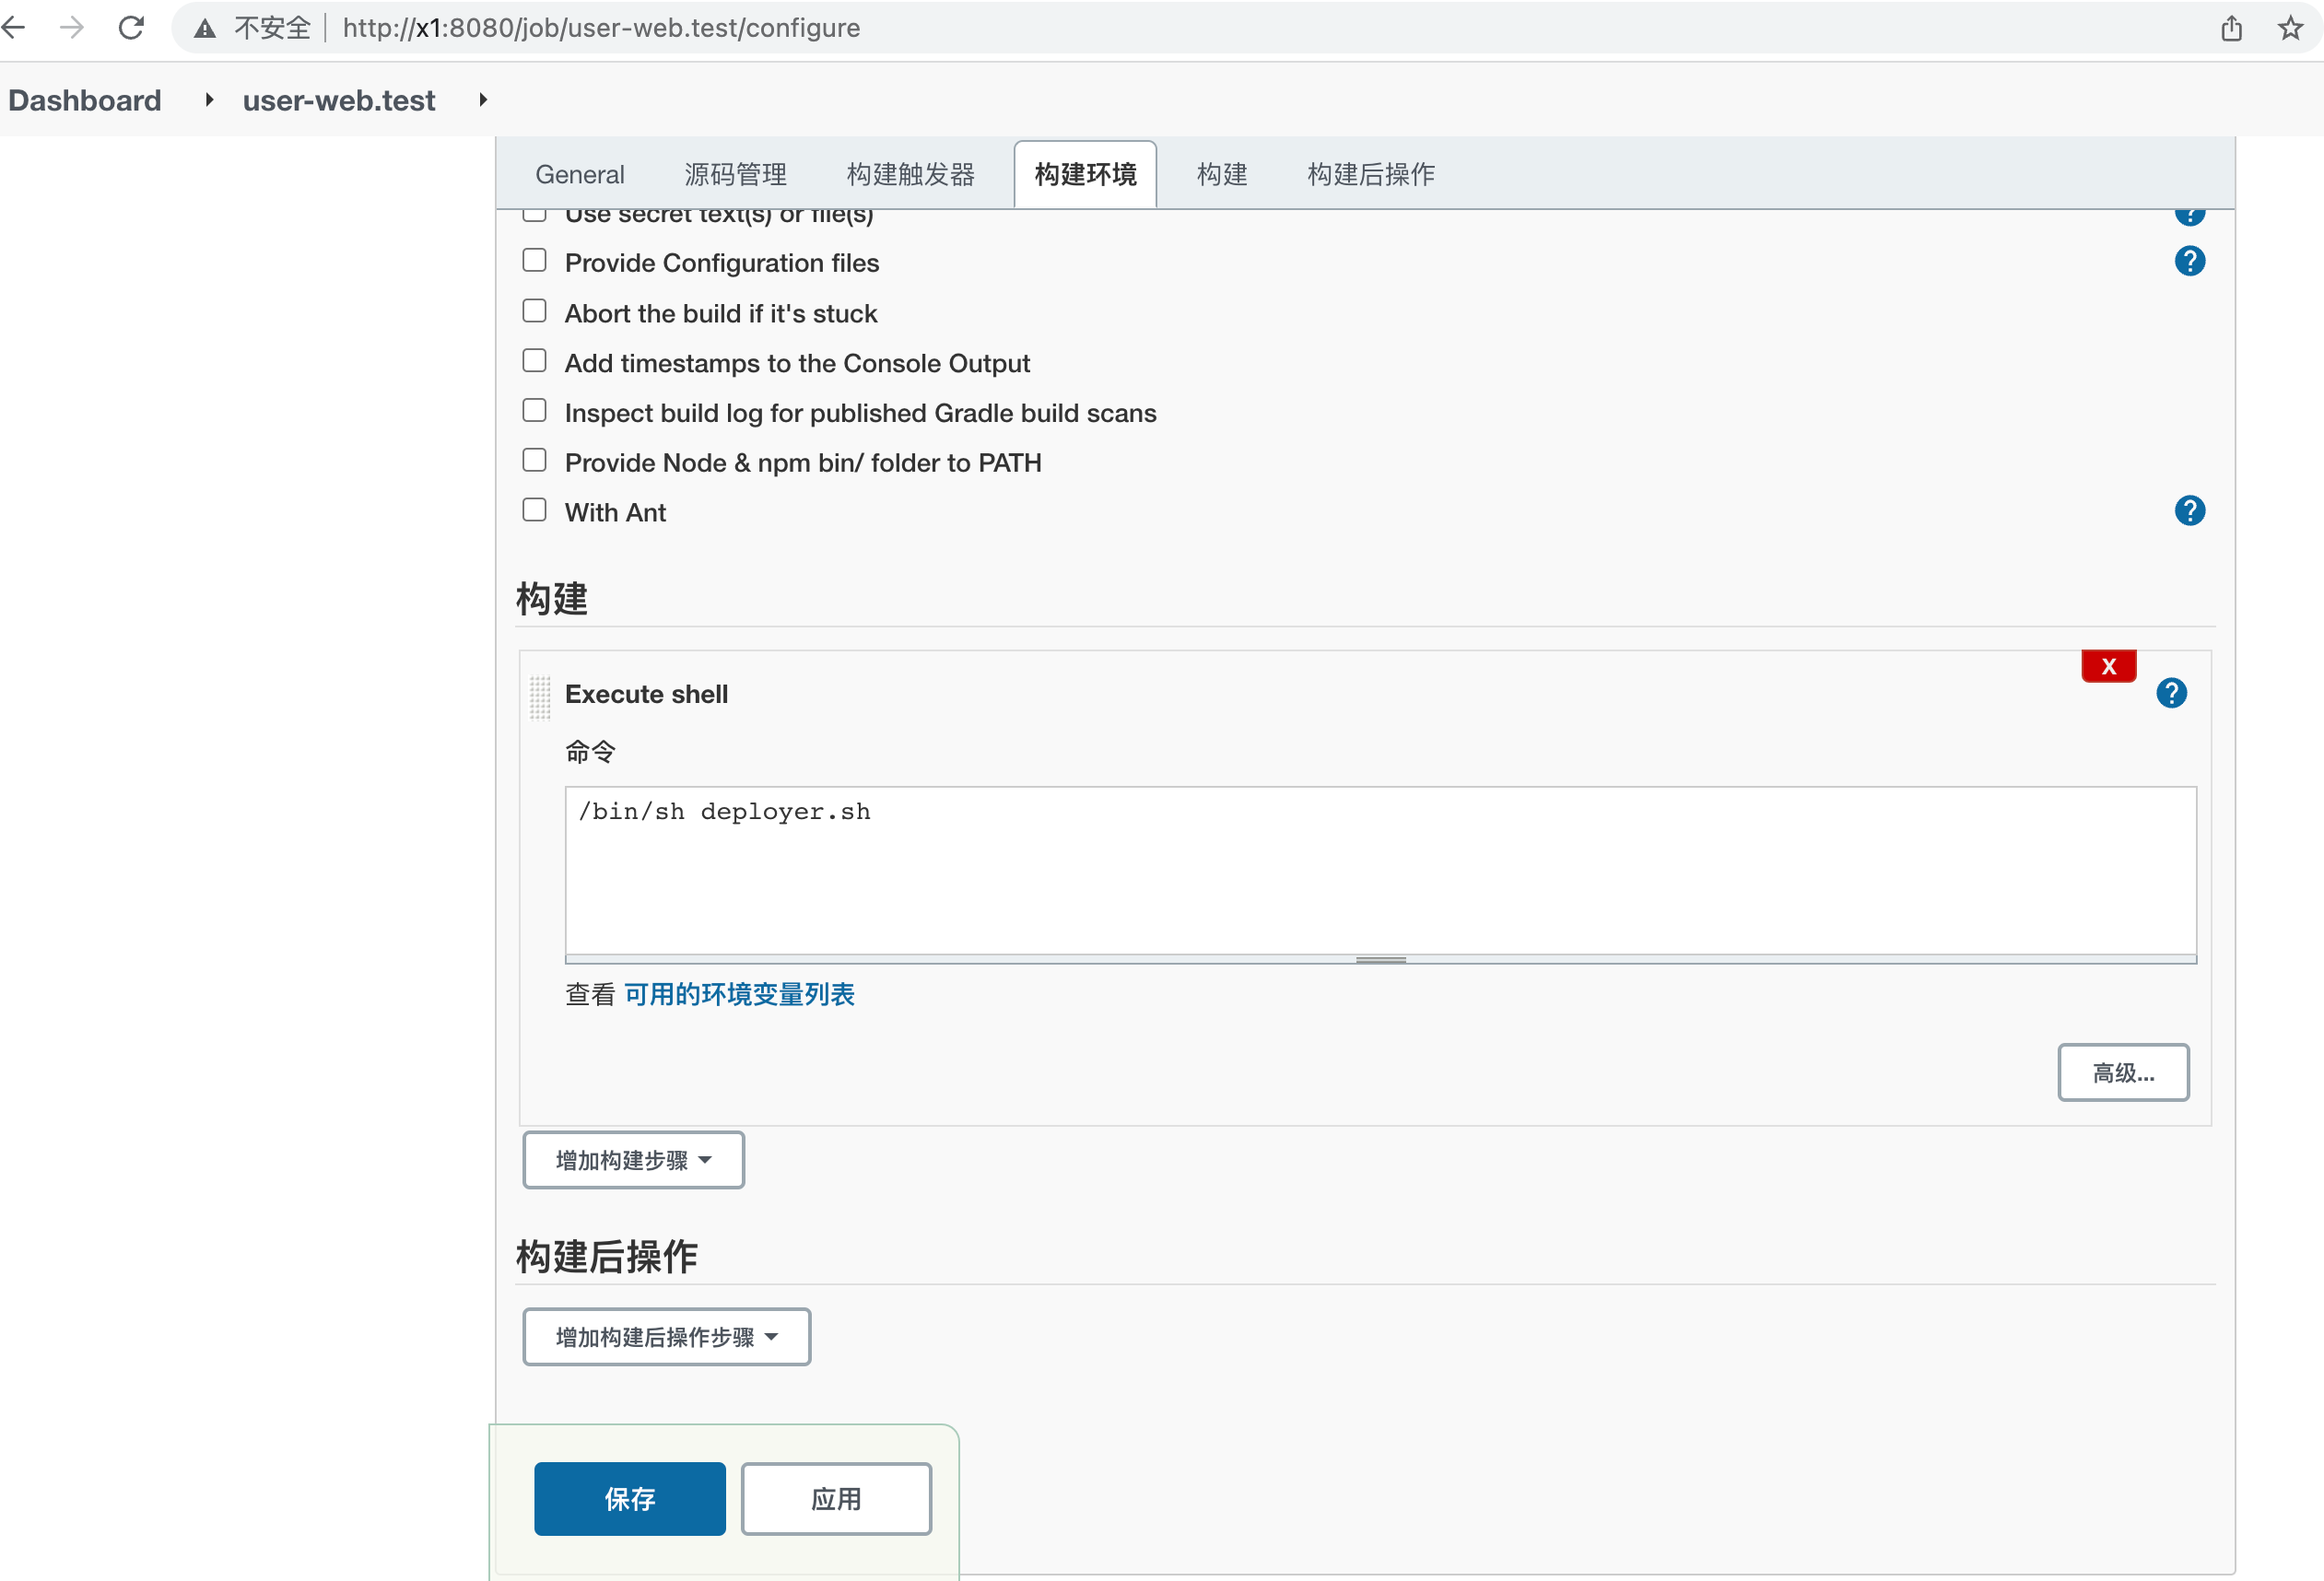 不安全 http://x1:8080/job/user-web.test/configure
Dashboard user-web.test
General 源码管理 构建触发器 构建环境 构建 构建后操作
Use secret text(s) or file(s)
Provide Configuration files
Abort the build if it's stuck
Add timestamps to the Console Output
Inspect build log for published Gradle build scans
Provide Node & npm bin/ folder to PATH
With Ant
构建
X
Execute shell
命令
/bin/sh deployer.sh
查看 可用的环境变量列表
高级...
增加构建步骤
构建后操作
增加构建后操作步骤
保存 应用